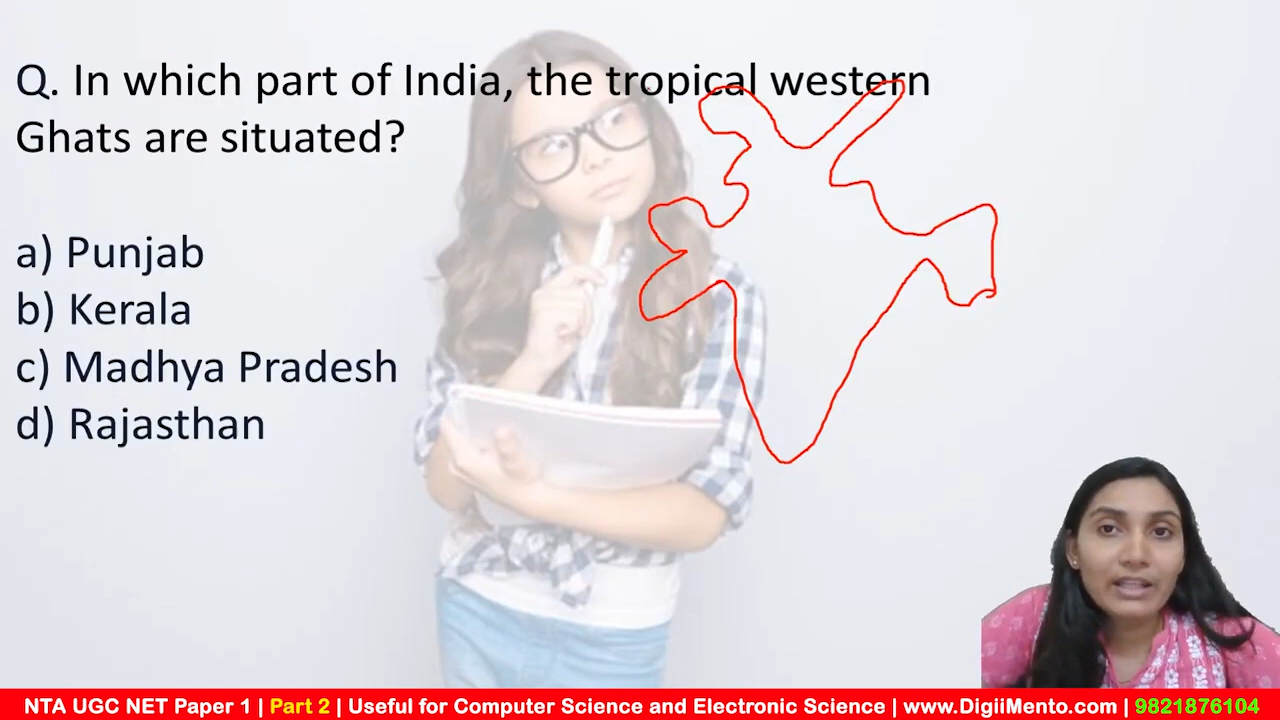 Q. In which part of India, the tropical western
Ghats are situated?
a) Punjab
b) Kerala
c) Madhya Pradesh
d) Rajasthan
NTA UGC NET Paper 1 | Part 2 | Useful for Computer Science and Electronic Science | www.DigiiMento.com | 9821876104